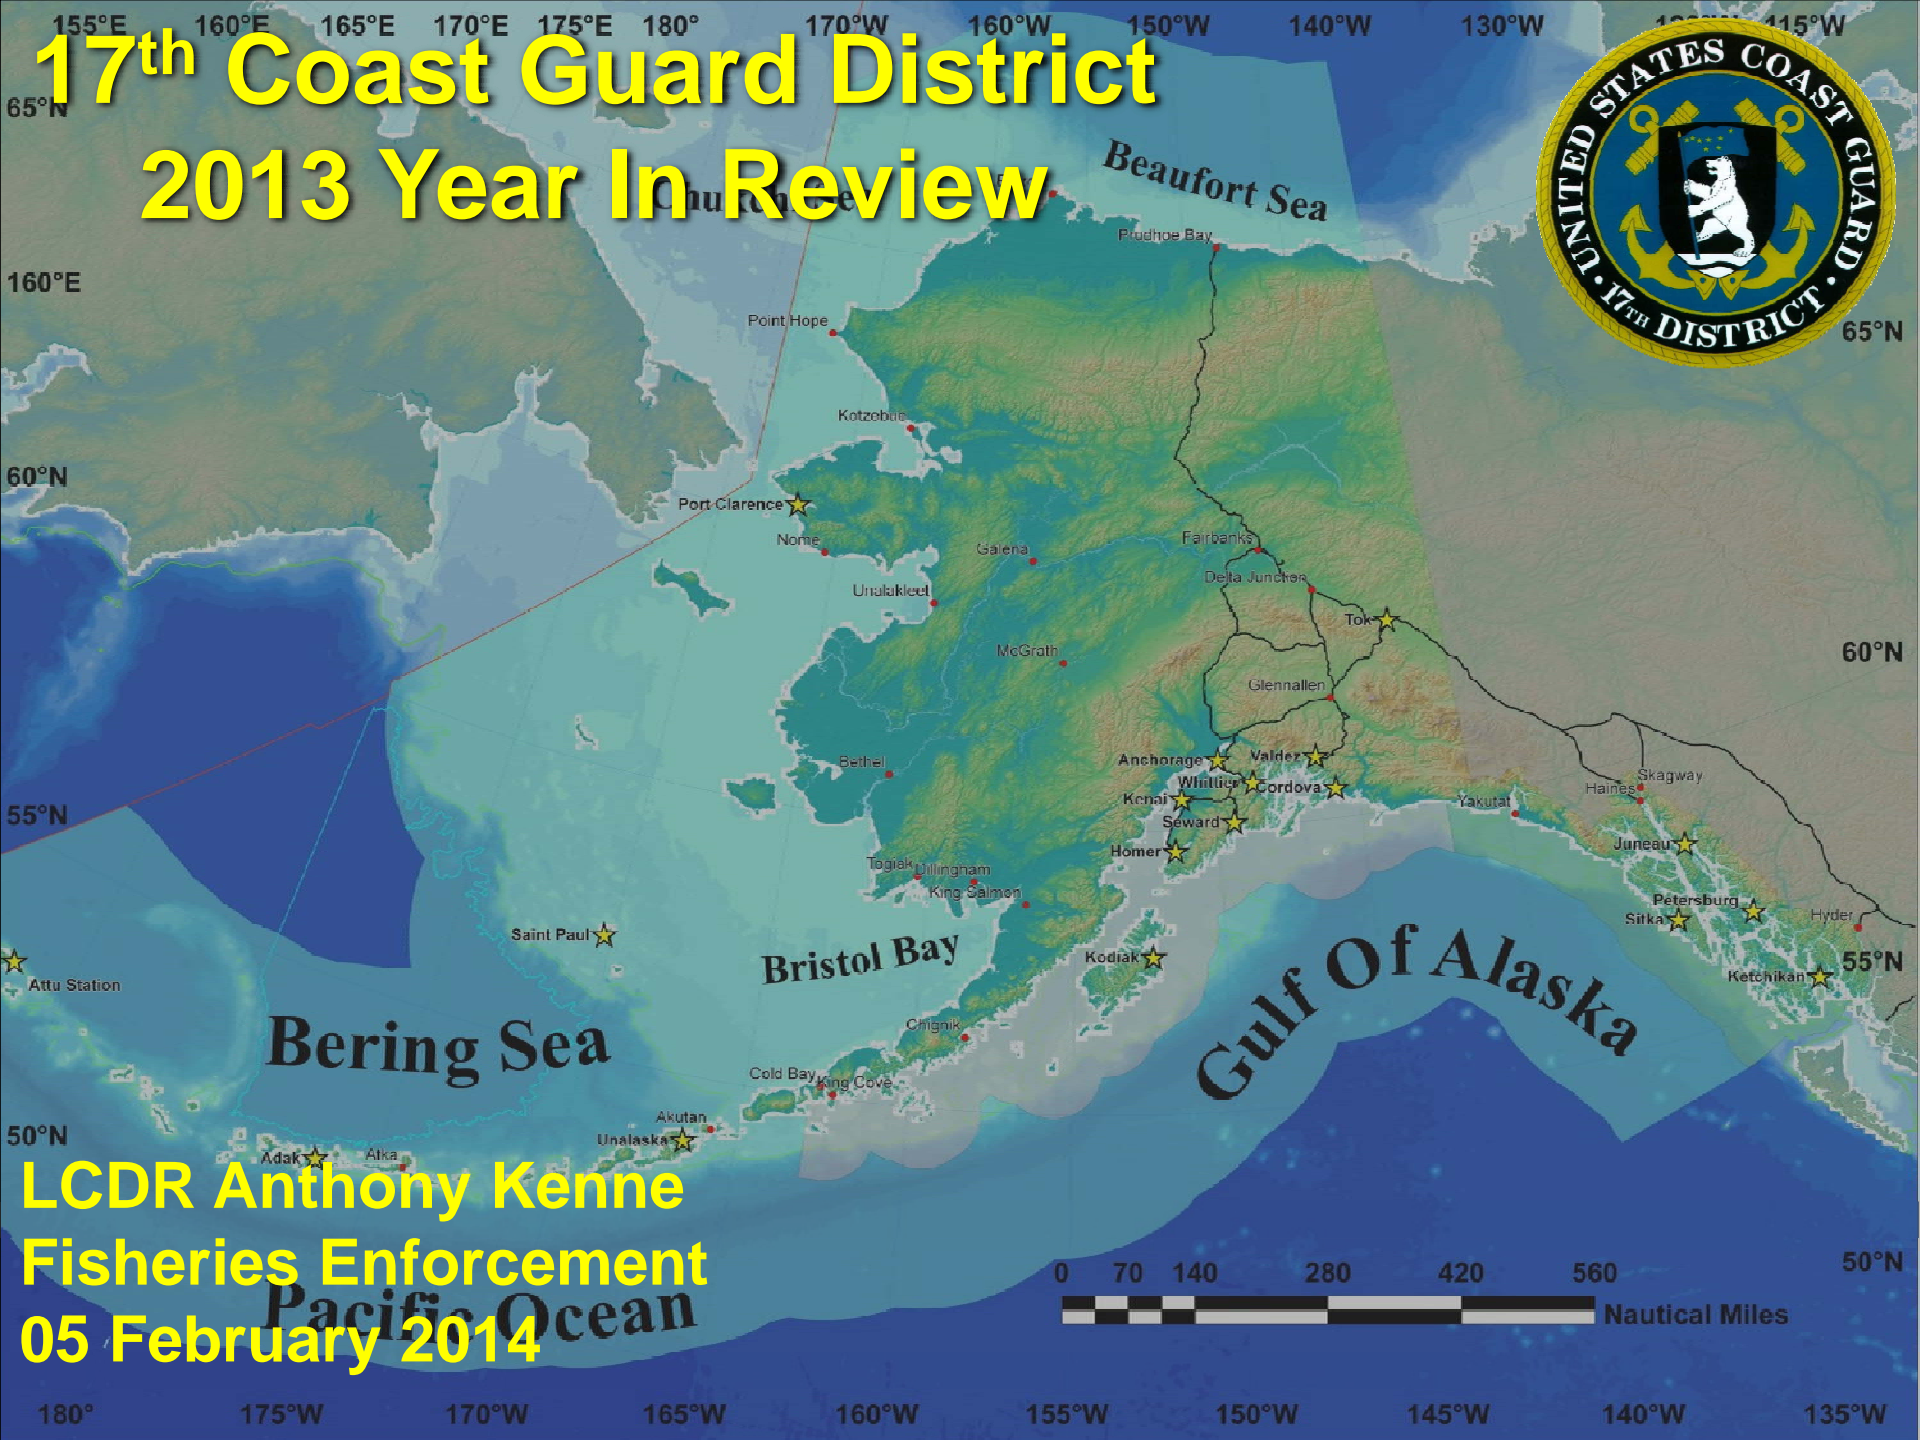 155°E 160°E 165°E 170°E 175°E 180° 170°W 160°W 150°W 140°W 130°W 115°W
17th Coast Guard District
2013 Year In Review
UNITED STATES COAST GUARD
17TH DISTRICT
65°N
160°E
60°N
55°N
50°N
65°N
60°N
55°N
50°N
Beaufort Sea
Prudhoe Bay
Point Hope
Kotzebue
Port Clarence
Nome
Galena
Fairbanks
Unalakleet
Delta Junction
Tok
McGrath
Glennallen
Bethel
Anchorage
Valdez
Whittier
Cordova
Kenai
Seward
Homer
Yakutat
Skagway
Haines
Juneau
Togiak
Dillingham
King Salmon
Petersburg
Sitka
Hyder
Ketchikan
Saint Paul
Kodiak
Attu Station
Bristol Bay
Gulf Of Alaska
Bering Sea
Chignik
Cold Bay
King Cove
Akutan
Unalaska
Adak
Atka
LCDR Anthony Kenne
Fisheries Enforcement
Pacific Ocean
05 February 2014
0 70 140 280 420 560
Nautical Miles
180° 175°W 170°W 165°W 160°W 155°W 150°W 145°W 140°W 135°W